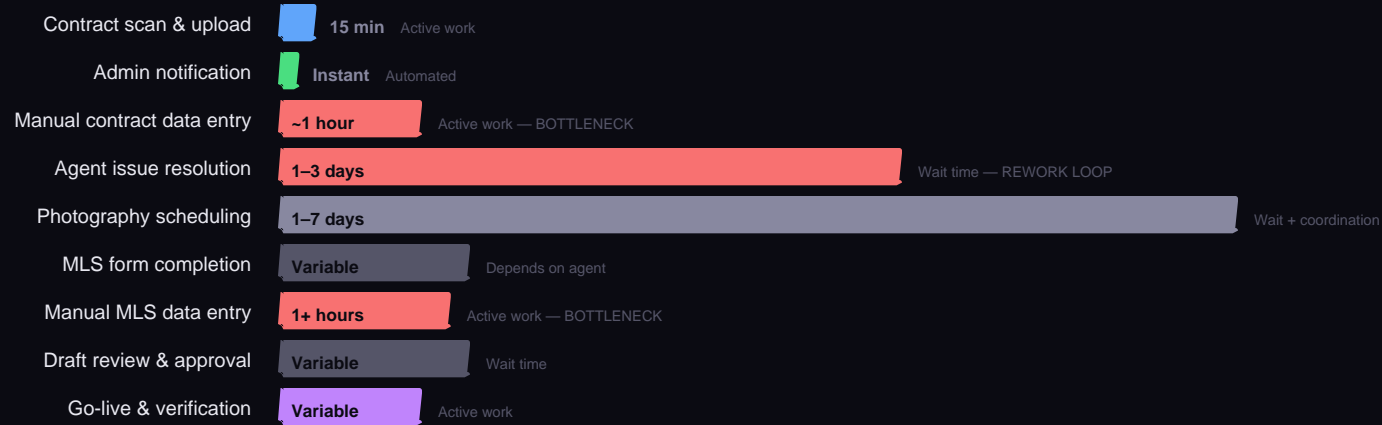 Contract scan & upload 15 min Active work
Admin notification Instant Automated
Manual contract data entry ~1 hour Active work — BOTTLENECK
Agent issue resolution 1–3 days Wait time — REWORK LOOP
Photography scheduling 1–7 days Wait + coordination
MLS form completion Variable Depends on agent
Manual MLS data entry 1+ hours Active work — BOTTLENECK
Draft review & approval Variable Wait time
Go-live & verification Variable Active work